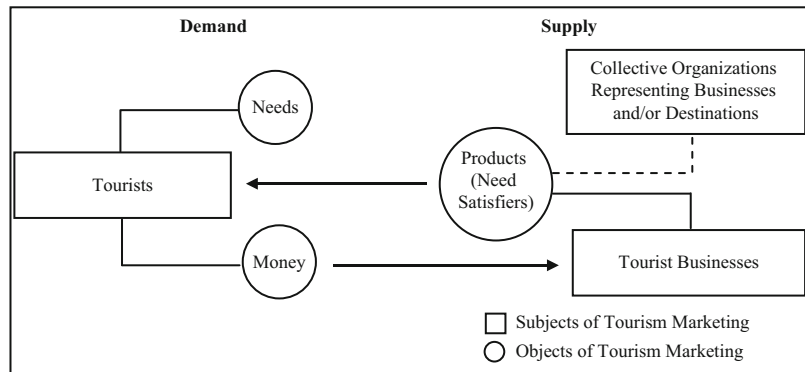 Demand
Supply
Collective Organizations
Representing Businesses
and/or Destinations
Needs
Products
(Need
Satisfiers)
Tourists
Money
Tourist Businesses
Subjects of Tourism Marketing
Objects of Tourism Marketing